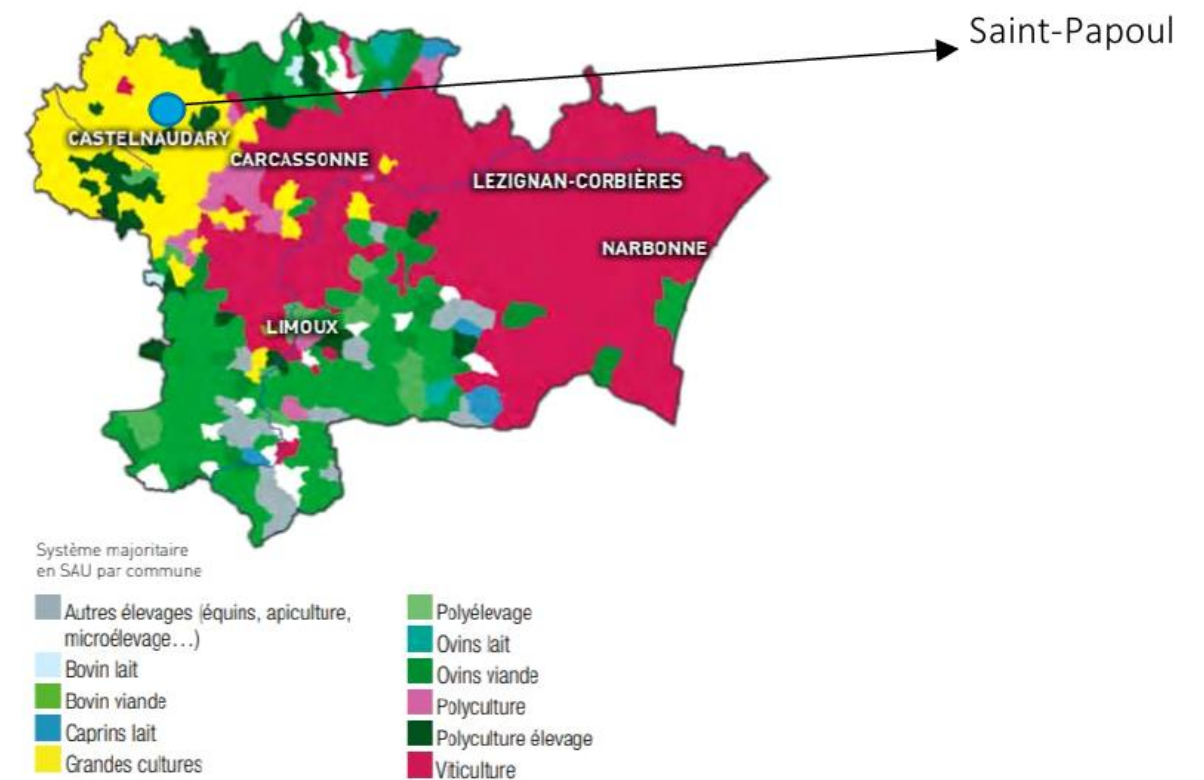 Saint-Papoul
CASTELNAUDARY
CARCASSONNE
LEZIGNAN-CORBIÈRES
NARBONNE
LIMOUX
Système majoritaire
en SAU par commune
Autres élevages (équins, apiculture,
microélevage...)
Bovin lait
Bovin viande
Caprins lait
Grandes cultures
Polyélevage
Ovins lait
Ovins viande
Polyculture
Polyculture élevage
Viticulture